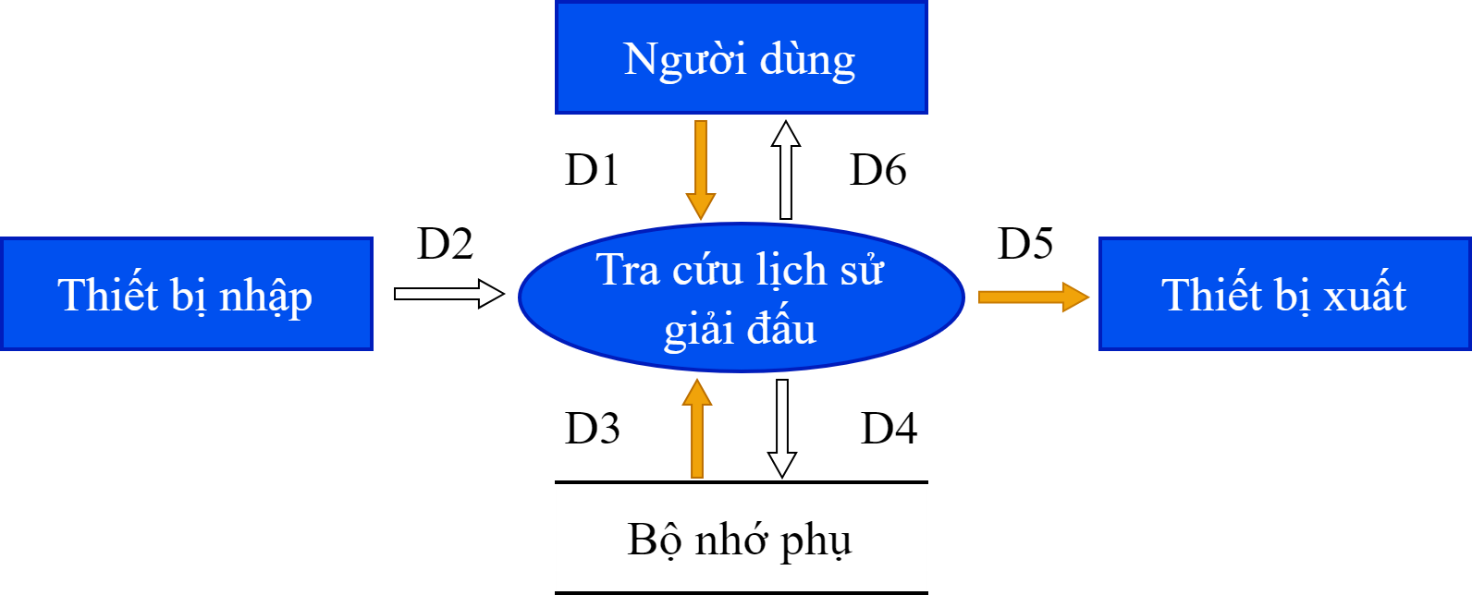 Người dùng
D1
D6
D2
D5
Thiết bị nhập
Tra cứu lịch sử
giải đấu
Thiết bị xuất
D3
D4
Bộ nhớ phụ